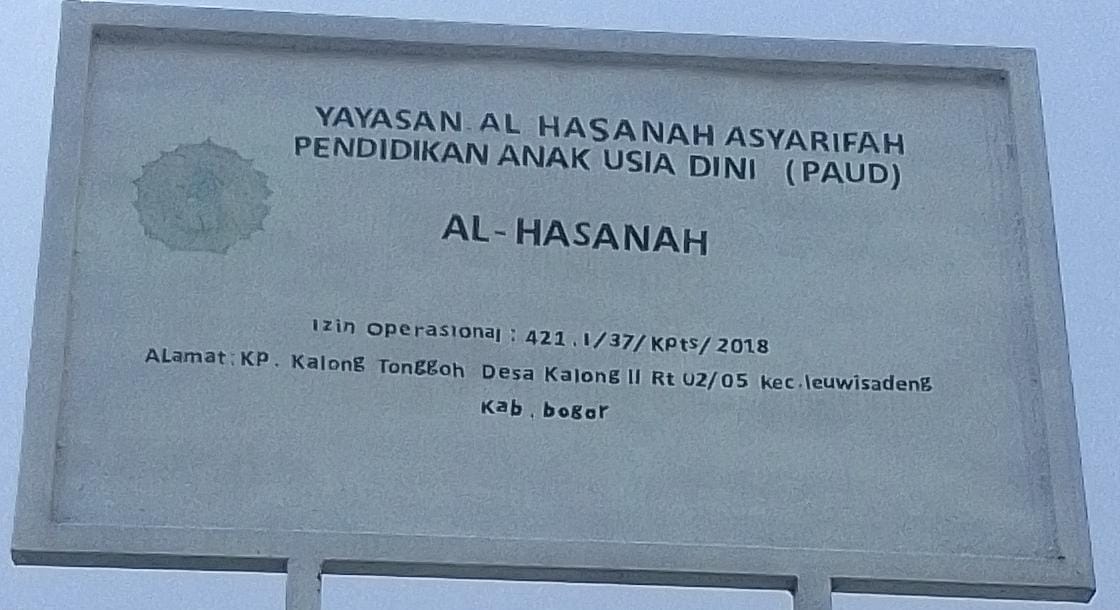 YAYASAN AL HASANAH ASYARIFAH
PENDIDIKAN ANAK USIA DINI (PAUD)
AL-HASANAH
Izin Operasional : 421.1/37/Kpts/2018
ALamat: KP. Kalong Tonggoh Desa Kalong II Rt 02/05 kec.leuwisadeng
Kab. bogor